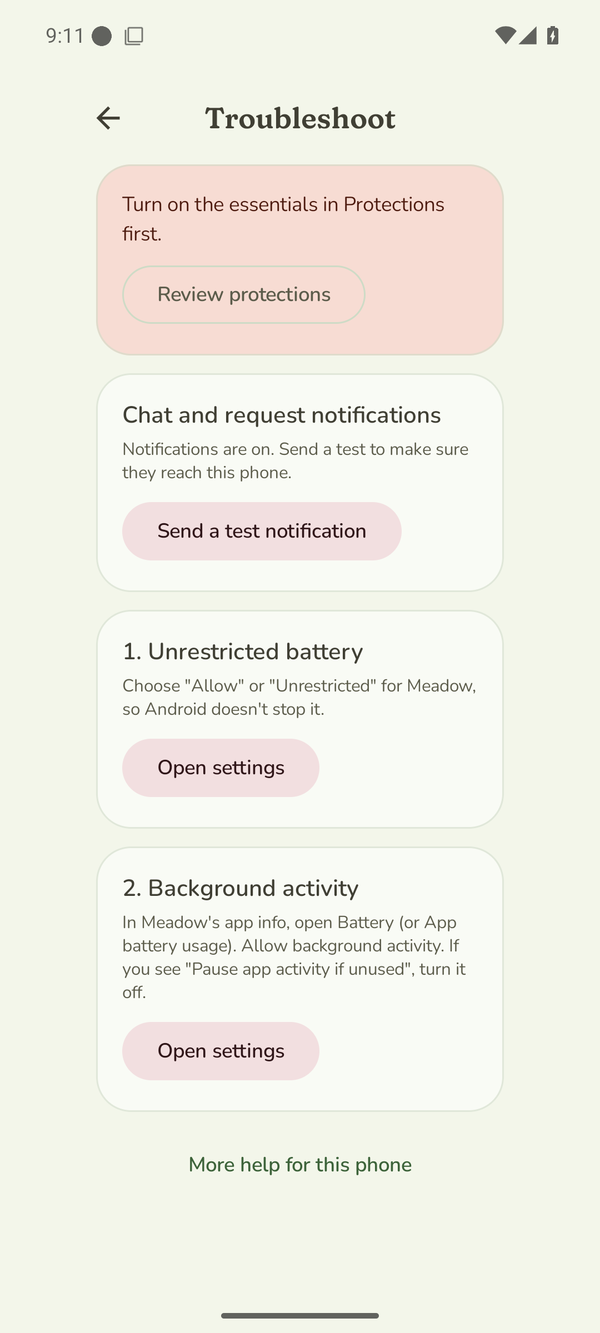 9:11
Troubleshoot
Turn on the essentials in Protections
first.
Review protections
Chat and request notifications
Notifications are on. Send a test to make sure
they reach this phone.
Send a test notification
1. Unrestricted battery
Choose "Allow" or "Unrestricted" for Meadow,
so Android doesn't stop it.
Open settings
2. Background activity
In Meadow's app info, open Battery (or App
battery usage). Allow background activity. If
you see "Pause app activity if unused", turn it
off.
Open settings
More help for this phone